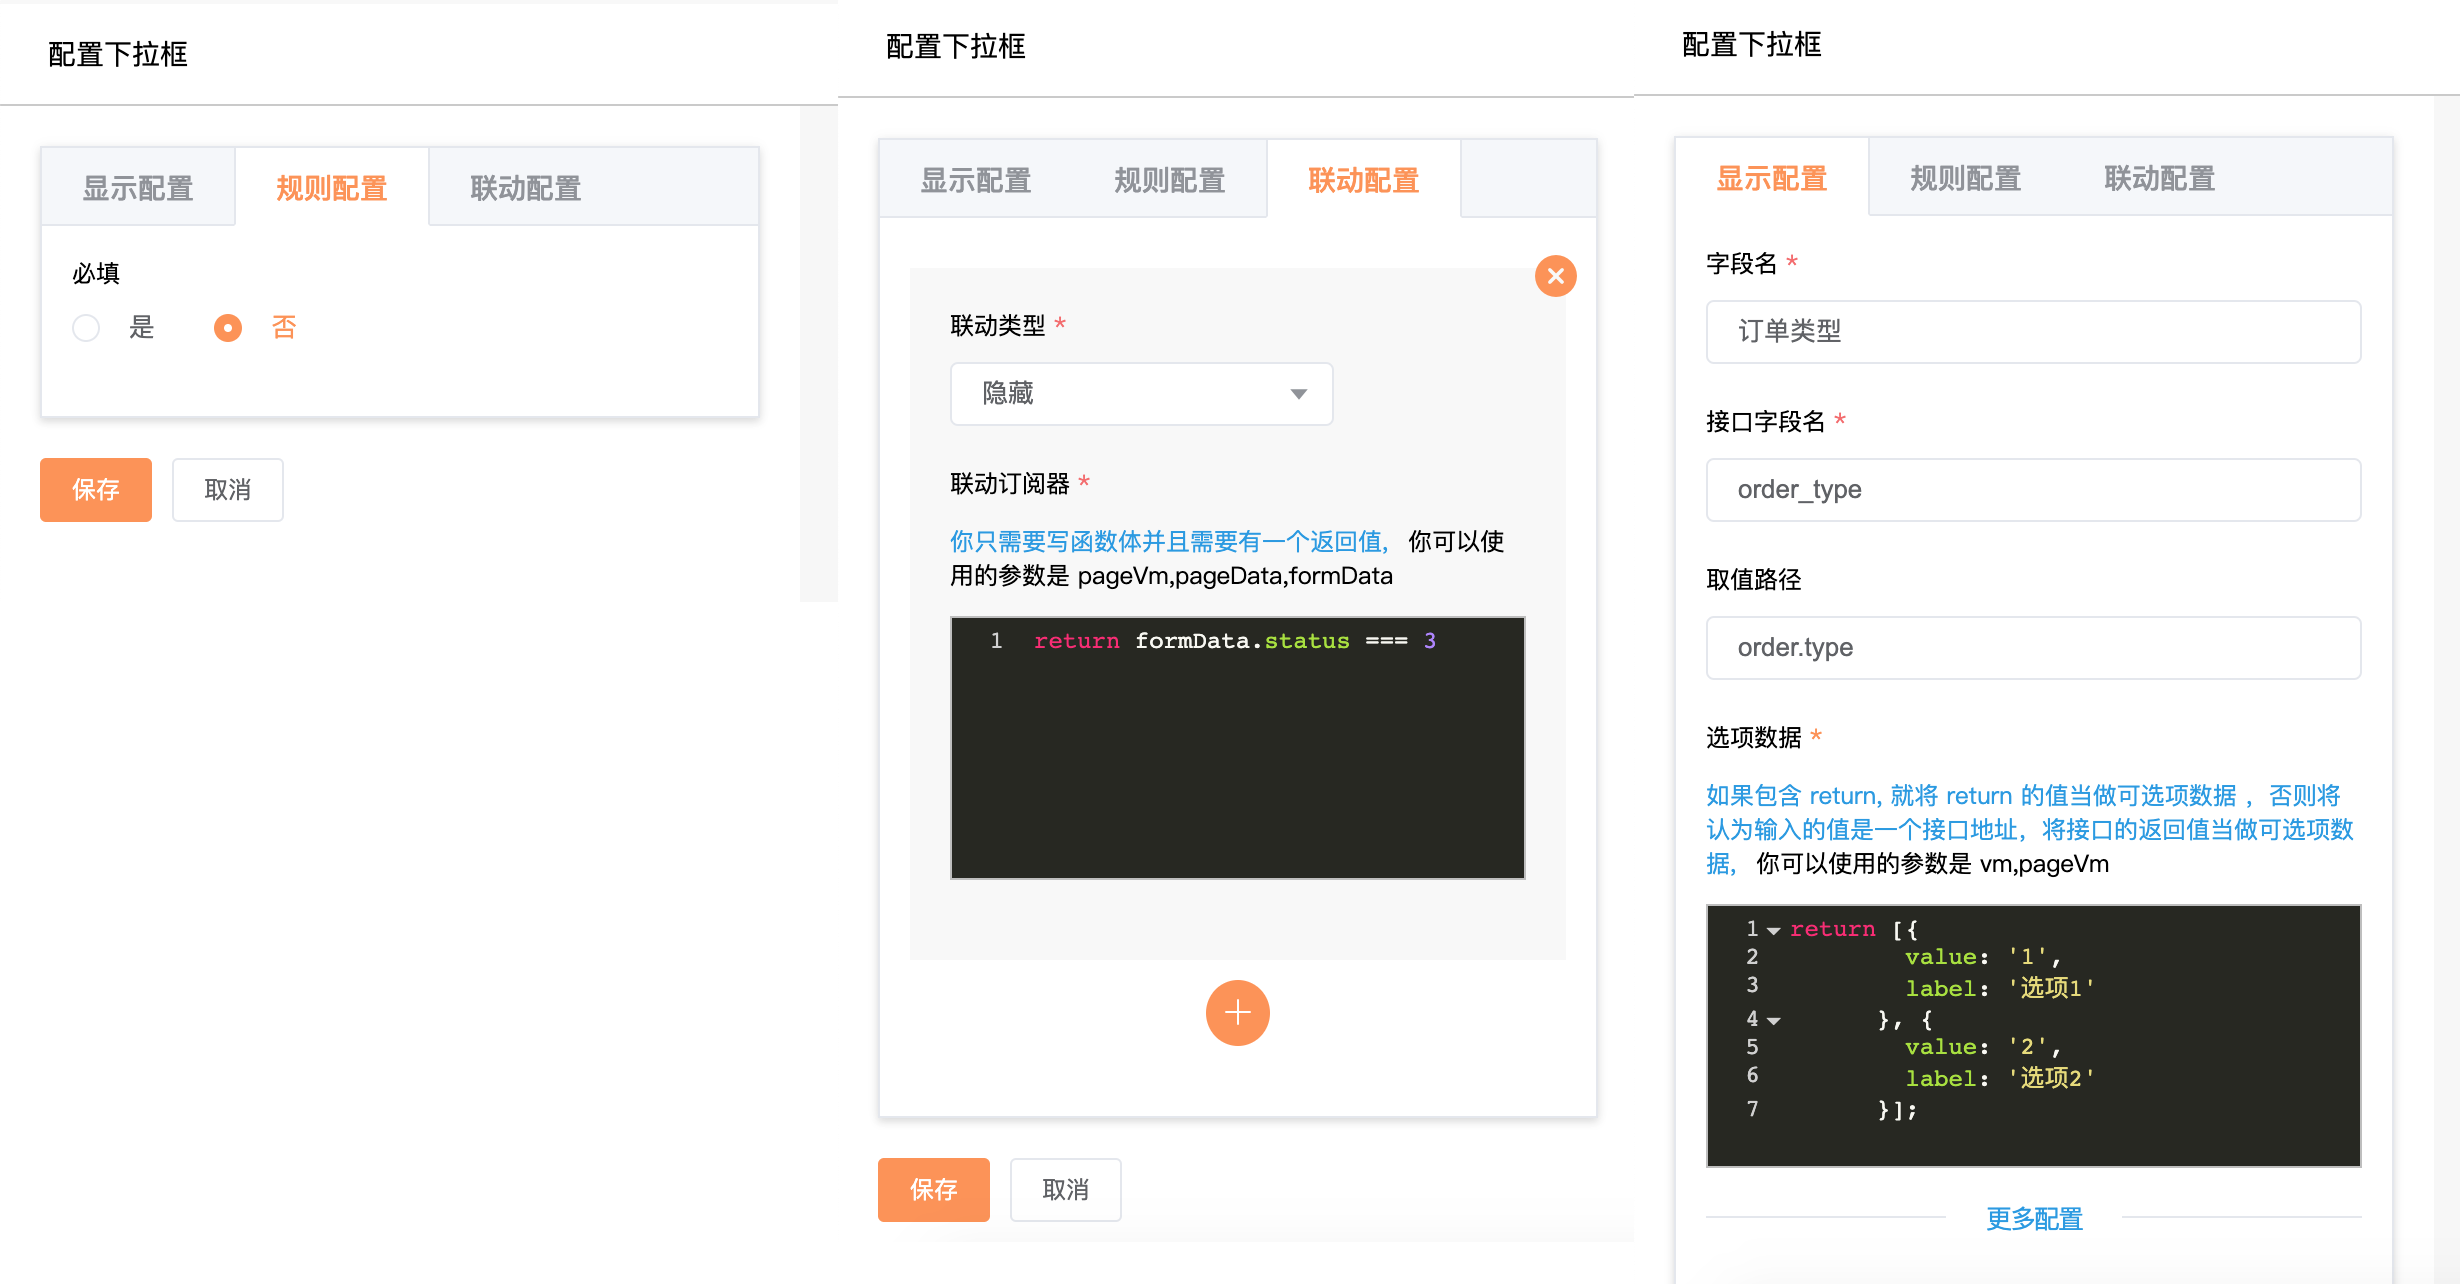 配置下拉框
显示配置
规则配置
联动配置
必填
是
否
保存
取消
配置下拉框
显示配置
规则配置
联动配置
联动类型 *
隐藏
联动订阅器 *
你只需要写函数体并且需要有一个返回值, 你可以使
用的参数是 pageVm,pageData,formData
1 return formData.status === 3
保存
取消
配置下拉框
显示配置
规则配置
联动配置
字段名 *
订单类型
接口字段名 *
order_type
取值路径
order.type
选项数据 *
如果包含 return, 就将 return 的值当做可选项数据 ，否则将
认为输入的值是一个接口地址，将接口的返回值当做可选项数
据, 你可以使用的参数是 vm,pageVm
1 return [{
2 value: '1',
3 label: '选项1'
4 }, {
5 value: '2',
6 label: '选项2'
7 }];
更多配置